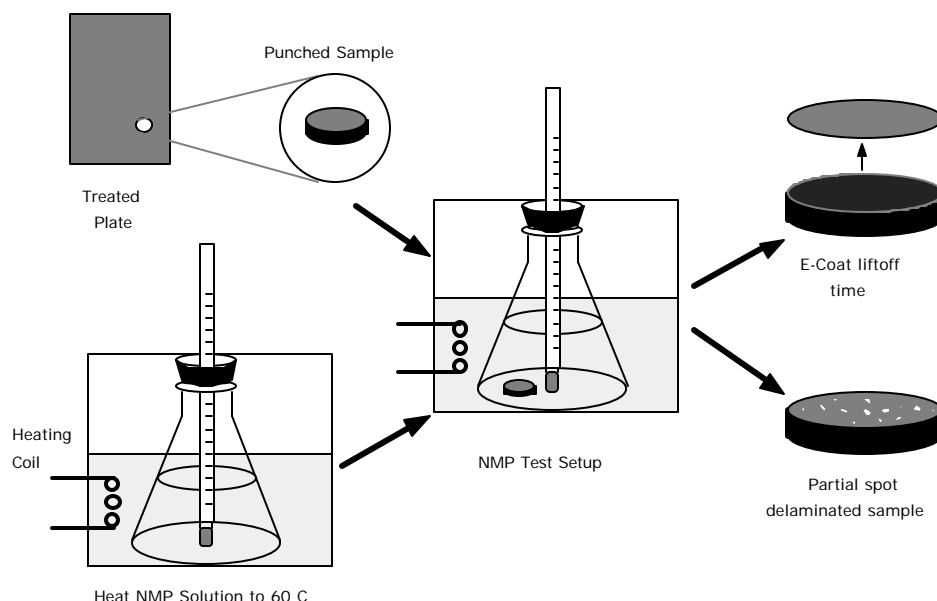 Punched Sample
Treated
Plate
E-Coat liftoff
time
Heating
Coil
NMP Test Setup
Partial spot
delaminated sample
Heat NMP Solution to 60 C